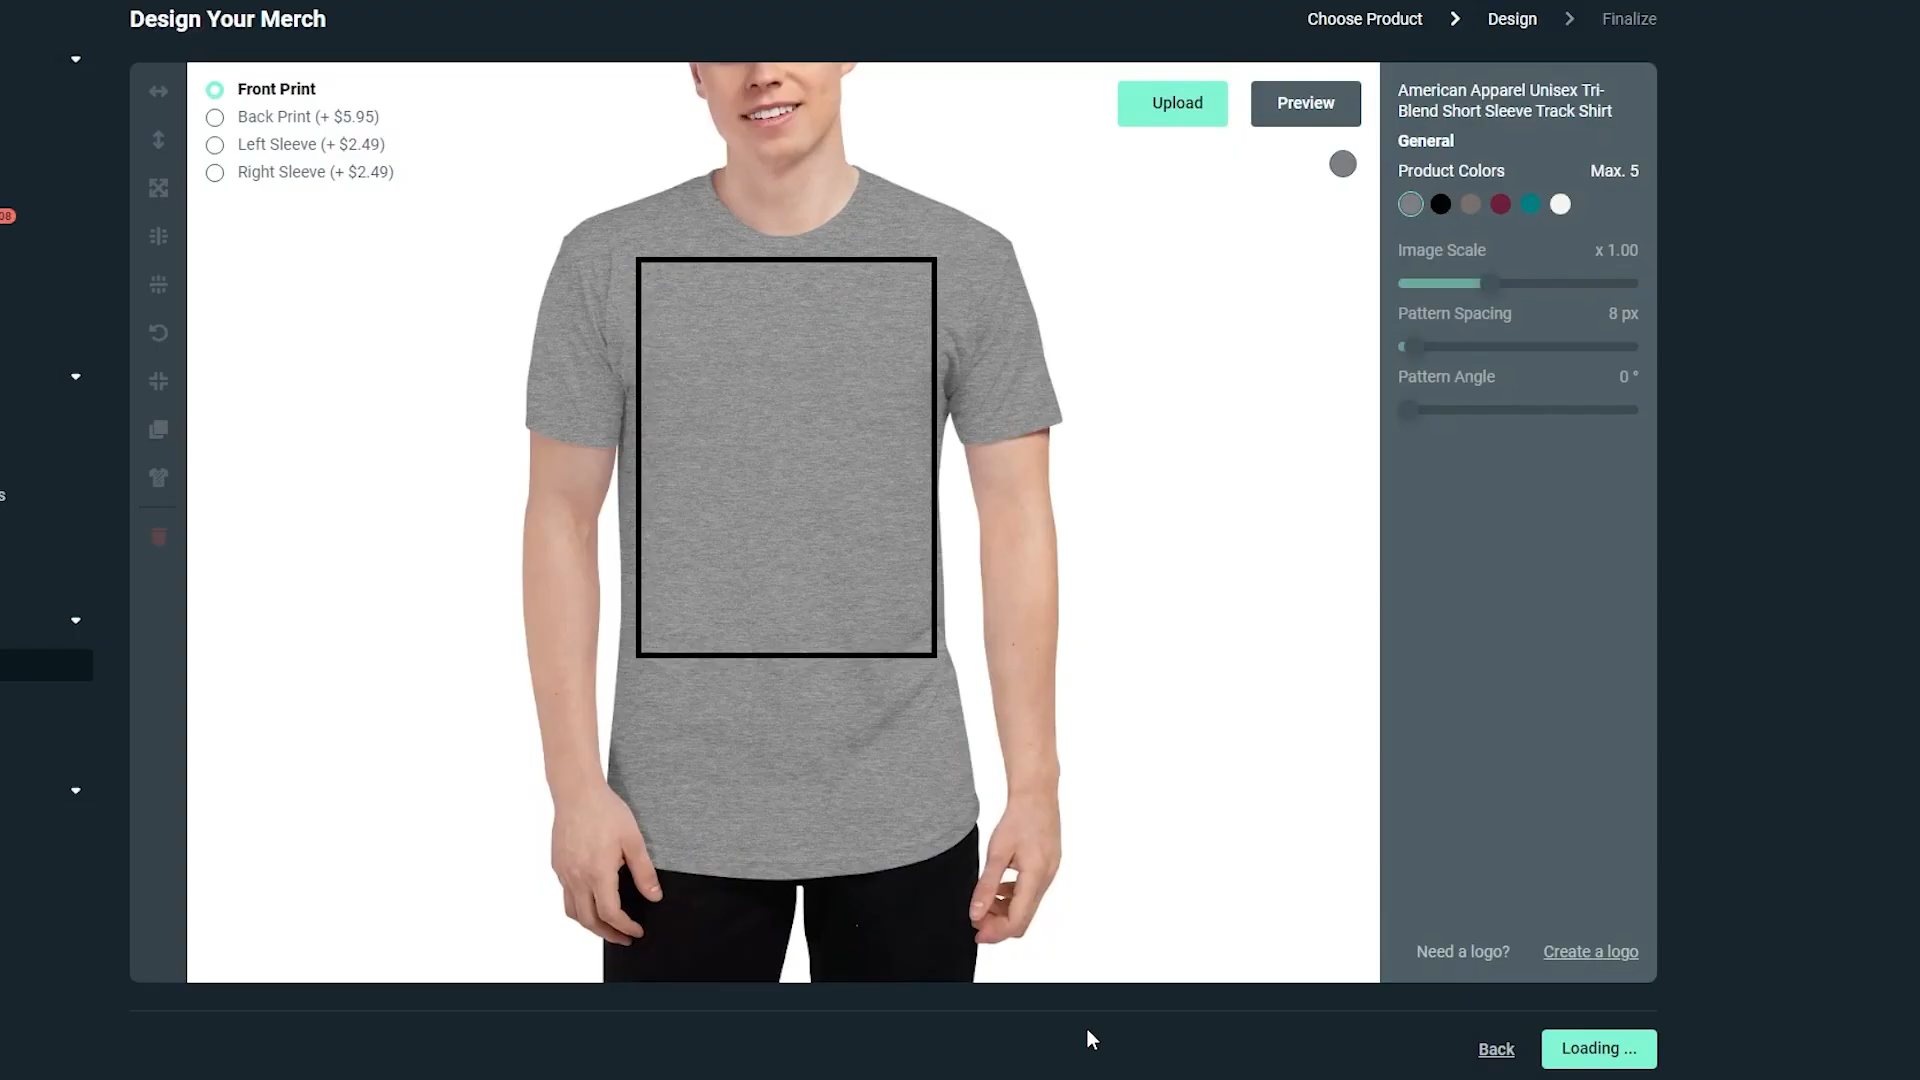 Design Your Merch
Choose Product
Design
Finalize
Front Print
Back Print (+ $5.95)
Left Sleeve (+ $2.49)
Right Sleeve (+ $2.49)
Upload
Preview
American Apparel Unisex Tri-
Blend Short Sleeve Track Shirt
General
Product Colors Max. 5
Image Scale x 1.00
Pattern Spacing 8 px
Pattern Angle 0 °
08
s
Need a logo? Create a logo
Back
Loading ...